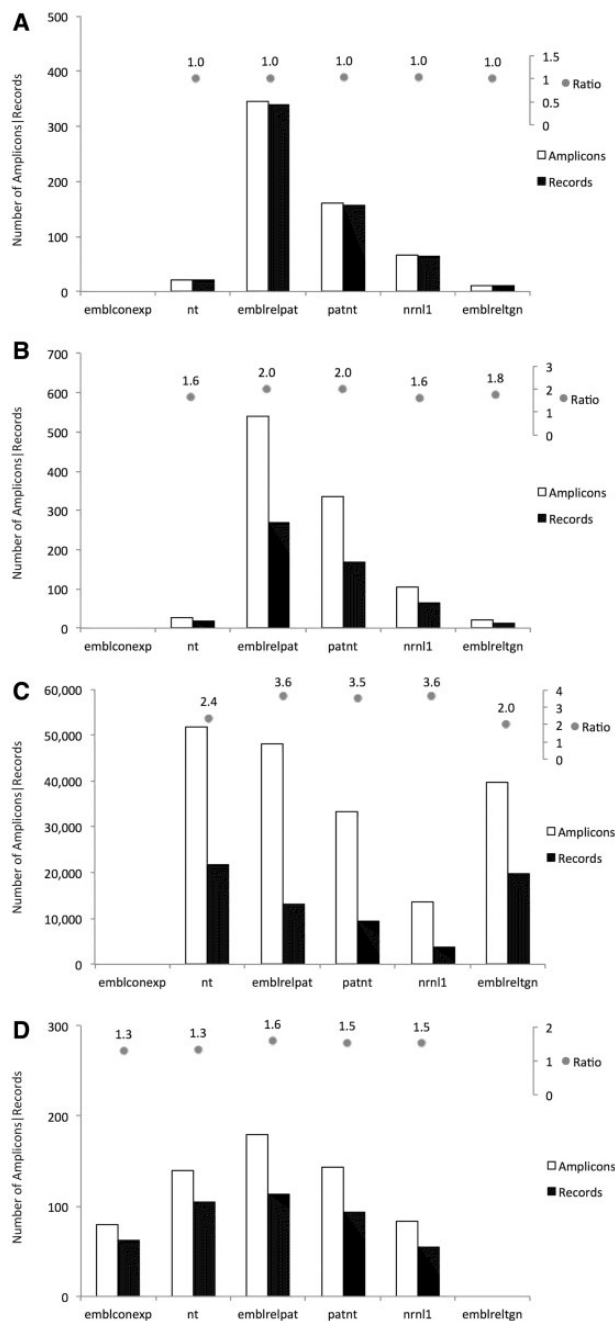 A
500
400
300
200
100
0
Number of Amplicons|Records
1.0 1.0 1.0 1.0 1.0
1.5
1
0.5
0
Ratio
Amplicons
Records
emblconexp nt emblrelpat patnt nrnl1 emblreltgn
B
700
600
500
400
300
200
100
0
Number of Amplicons|Records
1.6 2.0 2.0 1.6 1.8
3
2
1
0
Ratio
Amplicons
Records
emblconexp nt emblrelpat patnt nrnl1 emblreltgn
C
60,000
50,000
40,000
30,000
20,000
10,000
0
Number of Amplicons|Records
2.4 3.6 3.5 3.6 2.0
4
3
2
1
0
Ratio
Amplicons
Records
emblconexp nt emblrelpat patnt nrnl1 emblreltgn
D
300
200
100
0
Number of Amplicons|Records
1.3 1.3 1.6 1.5 1.5
2
1
0
Ratio
Amplicons
Records
emblconexp nt emblrelpat patnt nrnl1 emblreltgn